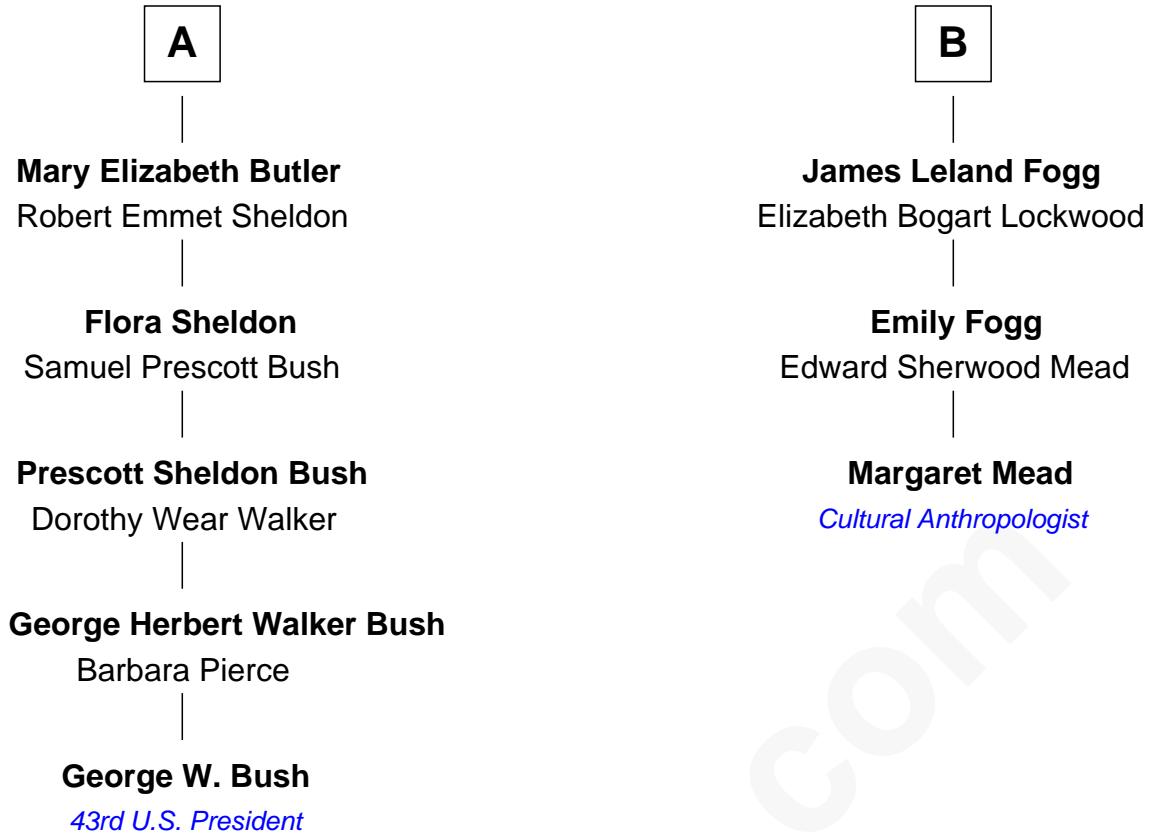 A
Mary Elizabeth Butler
Robert Emmet Sheldon
Flora Sheldon
Samuel Prescott Bush
Prescott Sheldon Bush
Dorothy Wear Walker
George Herbert Walker Bush
Barbara Pierce
George W. Bush
43rd U.S. President
B
James Leland Fogg
Elizabeth Bogart Lockwood
Emily Fogg
Edward Sherwood Mead
Margaret Mead
Cultural Anthropologist
com